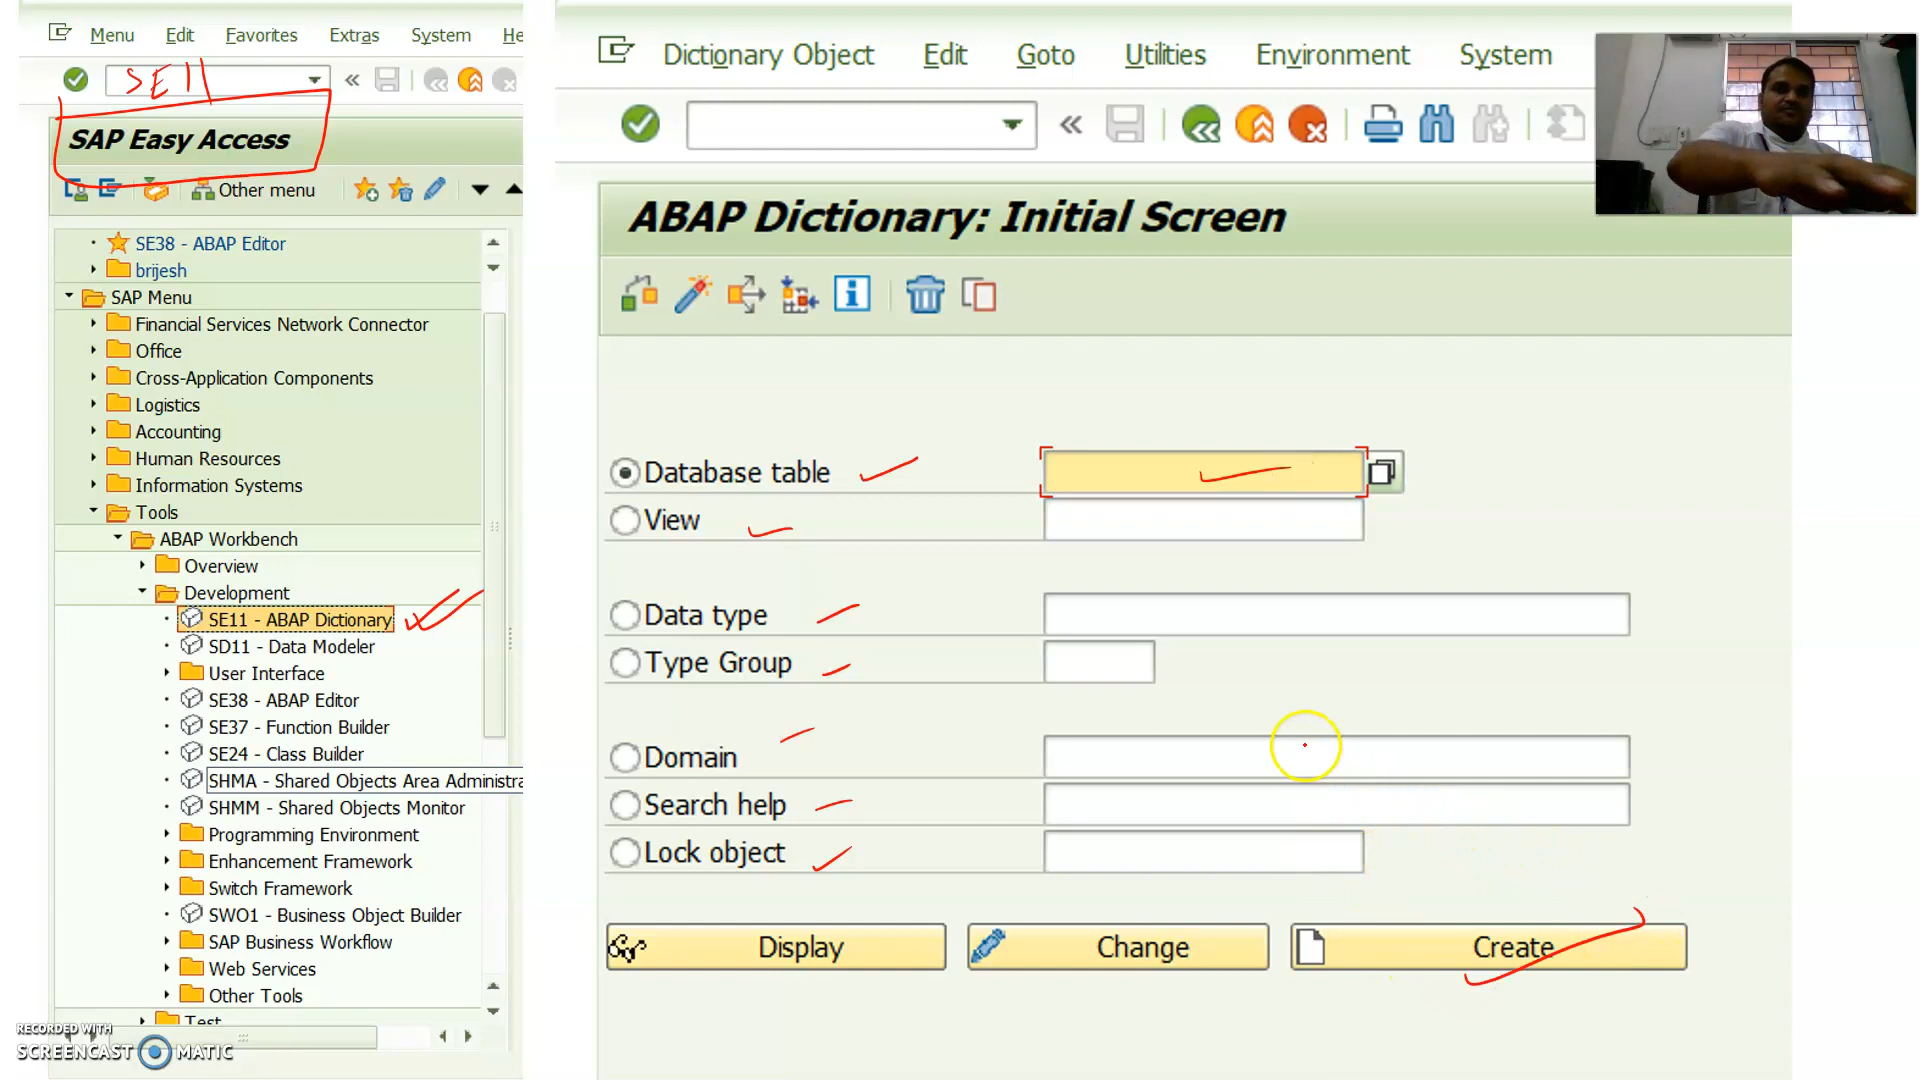 Menu Edit Favorites Extras System He
SE11
SAP Easy Access
Other menu
SE38 - ABAP Editor
brijesh
SAP Menu
Financial Services Network Connector
Office
Cross-Application Components
Logistics
Accounting
Human Resources
Information Systems
Tools
ABAP Workbench
Overview
Development
SE11 - ABAP Dictionary
SD11 - Data Modeler
User Interface
SE38 - ABAP Editor
SE37 - Function Builder
SE24 - Class Builder
SHMA - Shared Objects Area Administra
SHMM - Shared Objects Monitor
Programming Environment
Enhancement Framework
Switch Framework
SWO1 - Business Object Builder
SAP Business Workflow
Web Services
Other Tools
Test
RECORDED WITH
SCREENCAST MATIC
Dictionary Object Edit Goto Utilities Environment System
ABAP Dictionary: Initial Screen
Database table
View
Data type
Type Group
Domain
Search help
Lock object
Display Change Create